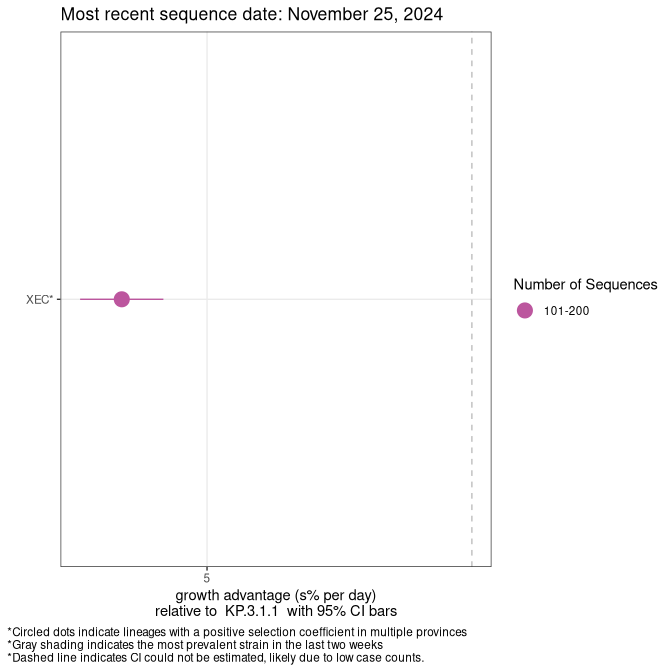 Most recent sequence date: November 25, 2024
XEC*
Number of Sequences
101-200
5
growth advantage (s% per day)
relative to  KP.3.1.1  with 95% CI bars
*Circled dots indicate lineages with a positive selection coefficient in multiple provinces
*Gray shading indicates the most prevalent strain in the last two weeks
*Dashed line indicates CI could not be estimated, likely due to low case counts.